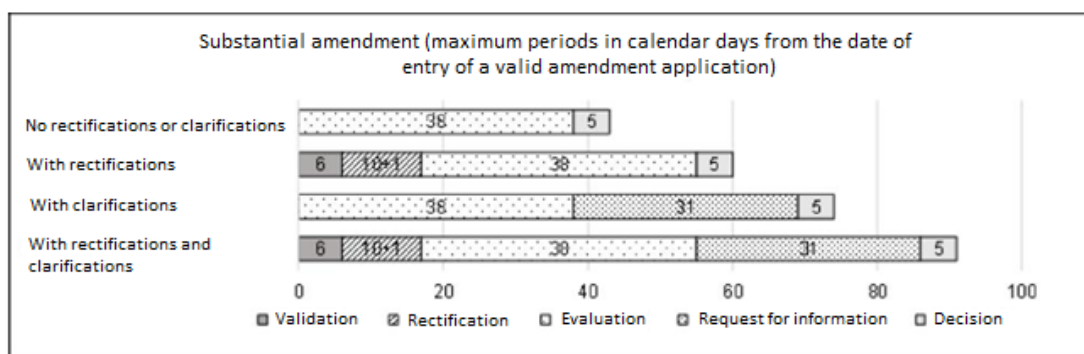 Substantial amendment (maximum periods in calendar days from the date of
entry of a valid amendment application)
No rectifications or clarifications
38 5
With rectifications
6 10+1 38 5
With clarifications
38 31 5
With rectifications and
clarifications
6 10+1 38 31 5
0 20 40 60 80 100
Validation Rectification Evaluation Request for information Decision